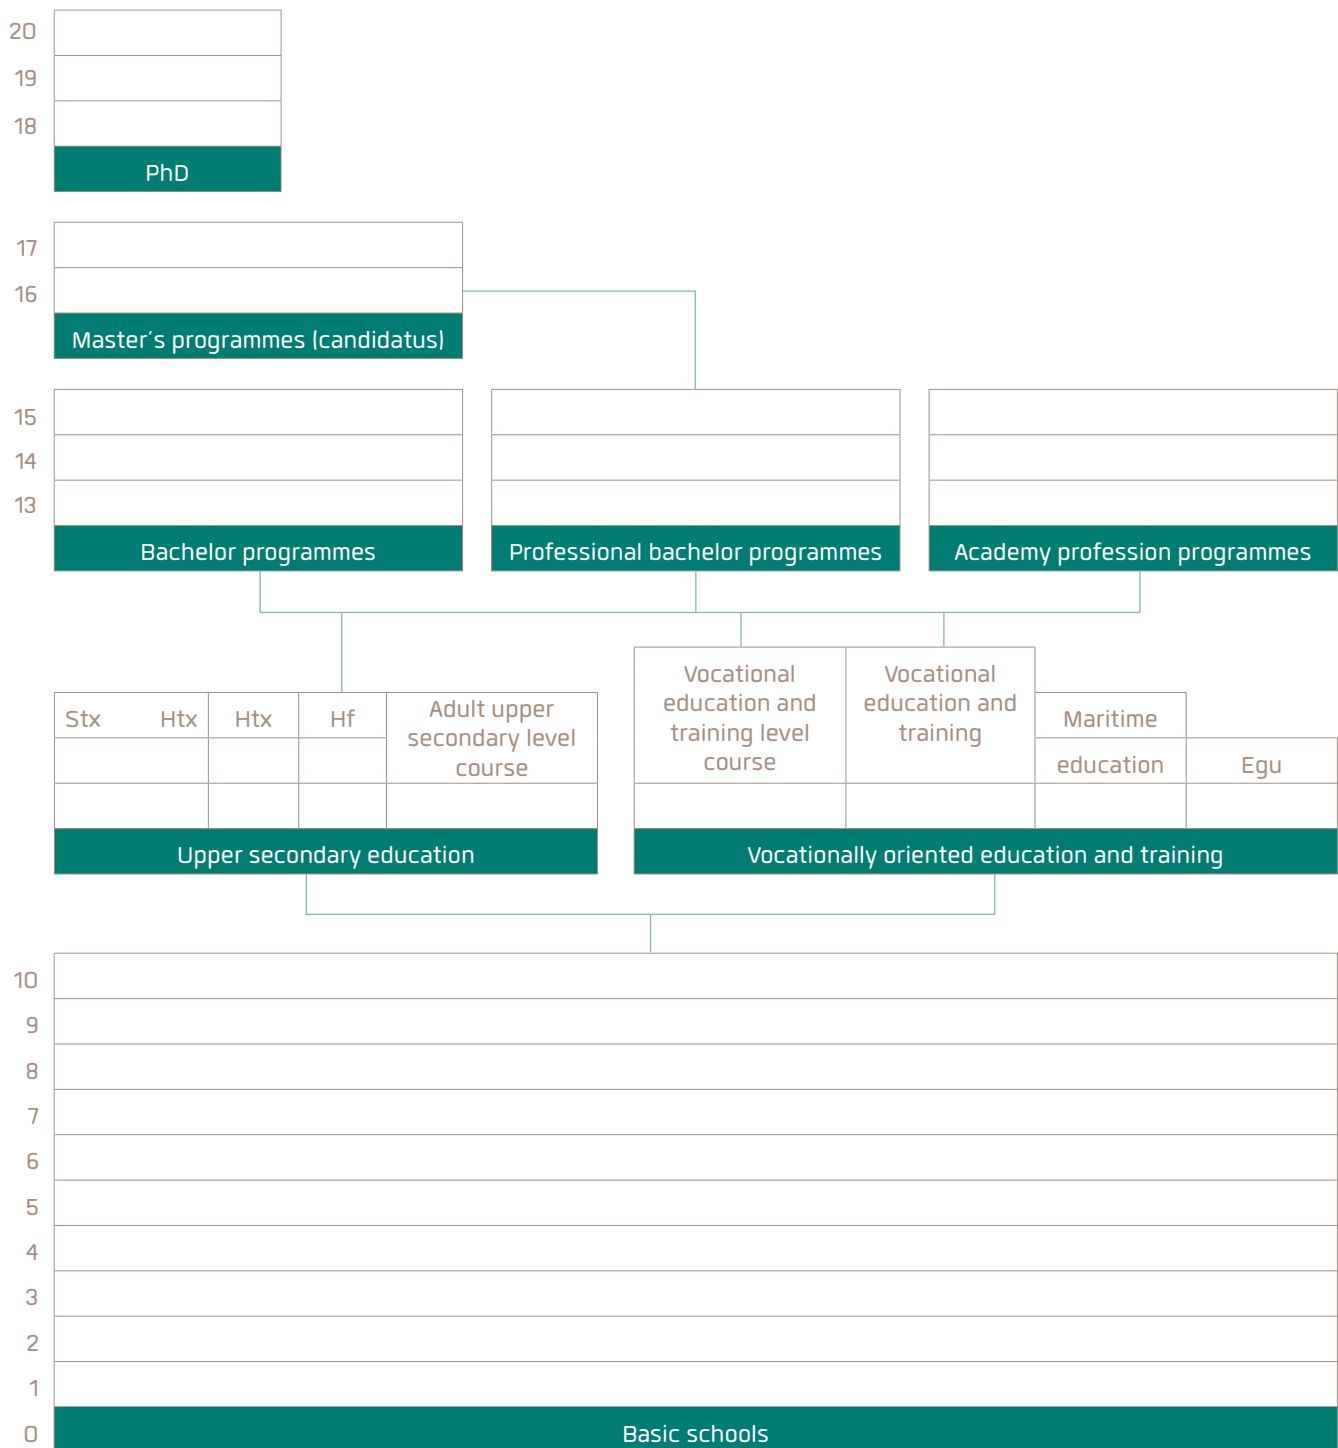 20
19
18
PhD
17
16
Master's programmes (candidatus)
15
14
13
Bachelor programmes
Professional bachelor programmes
Academy profession programmes
Stx Htx
Htx
Hf
Adult upper
secondary level
course
Vocational
education and
training level
course
Vocational
education and
training
Maritime
education
Egu
Upper secondary education
Vocationally oriented education and training
10
9
8
7
6
5
4
3
2
1
0
Basic schools